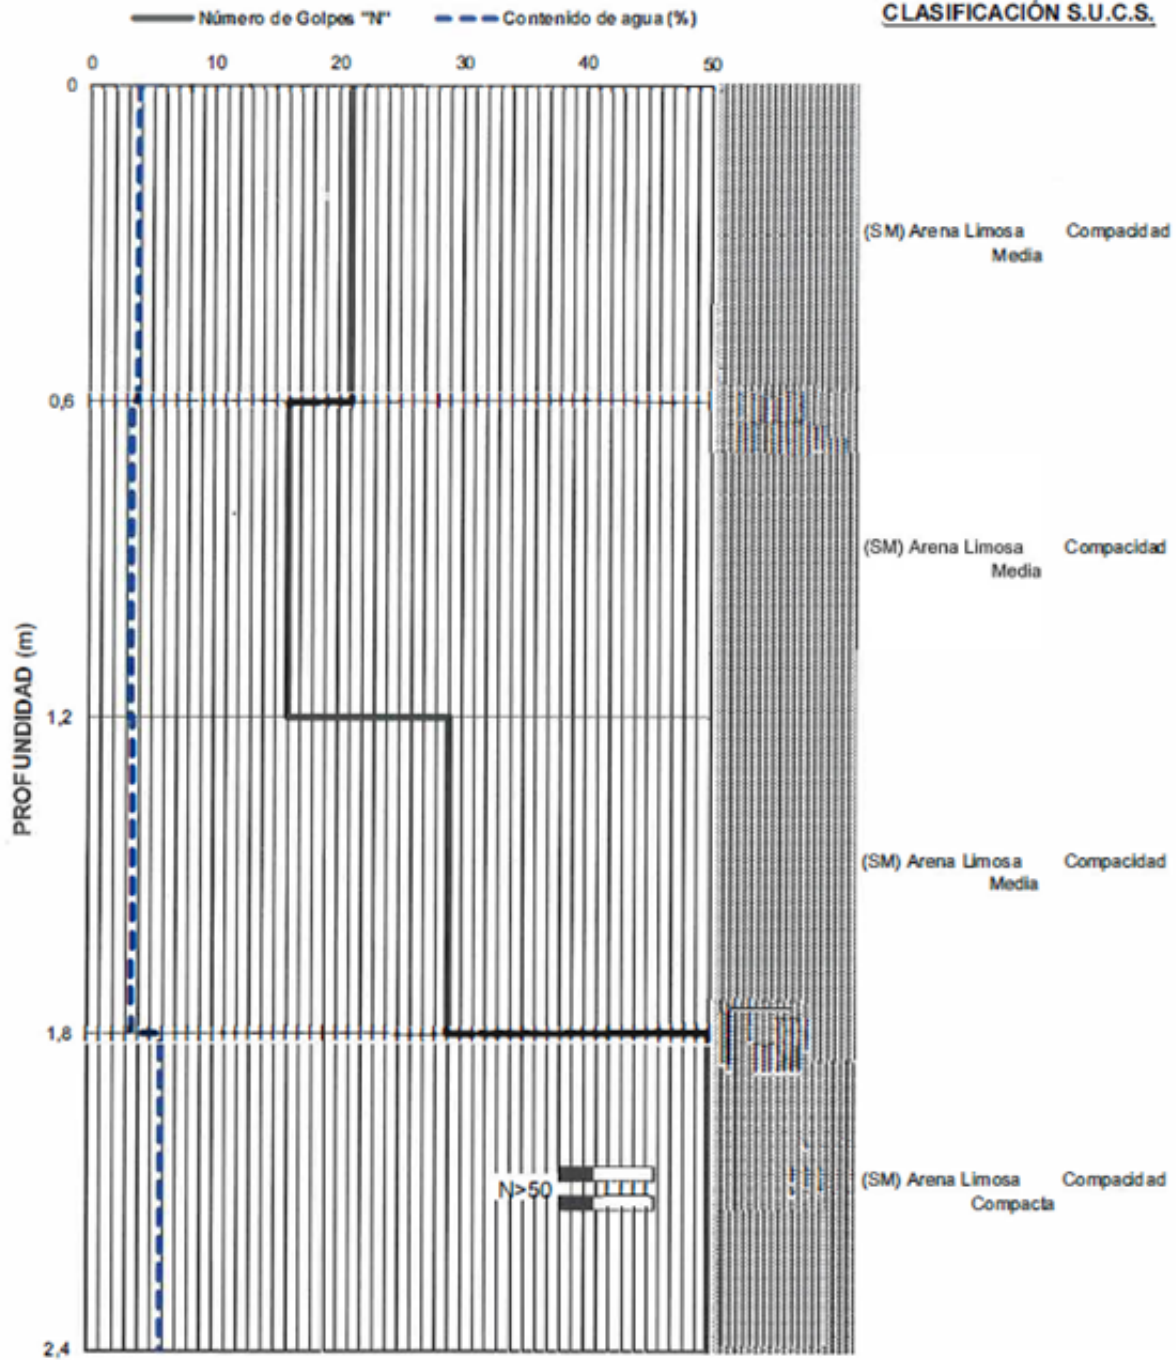 Número de Golpes "N" Contenido de agua (%)
CLASIFICACIÓN S.U.C.S.
0 10 20 30 40 50
0
(SM) Arena Limosa Compacidad
Media
0,6
(SM) Arena Limosa Compacidad
Media
PROFUNDIDAD (m)
1,2
(SM) Arena Limosa Compacidad
Media
1,8
N>50
(SM) Arena Limosa Compacidad
Compacta
2,4